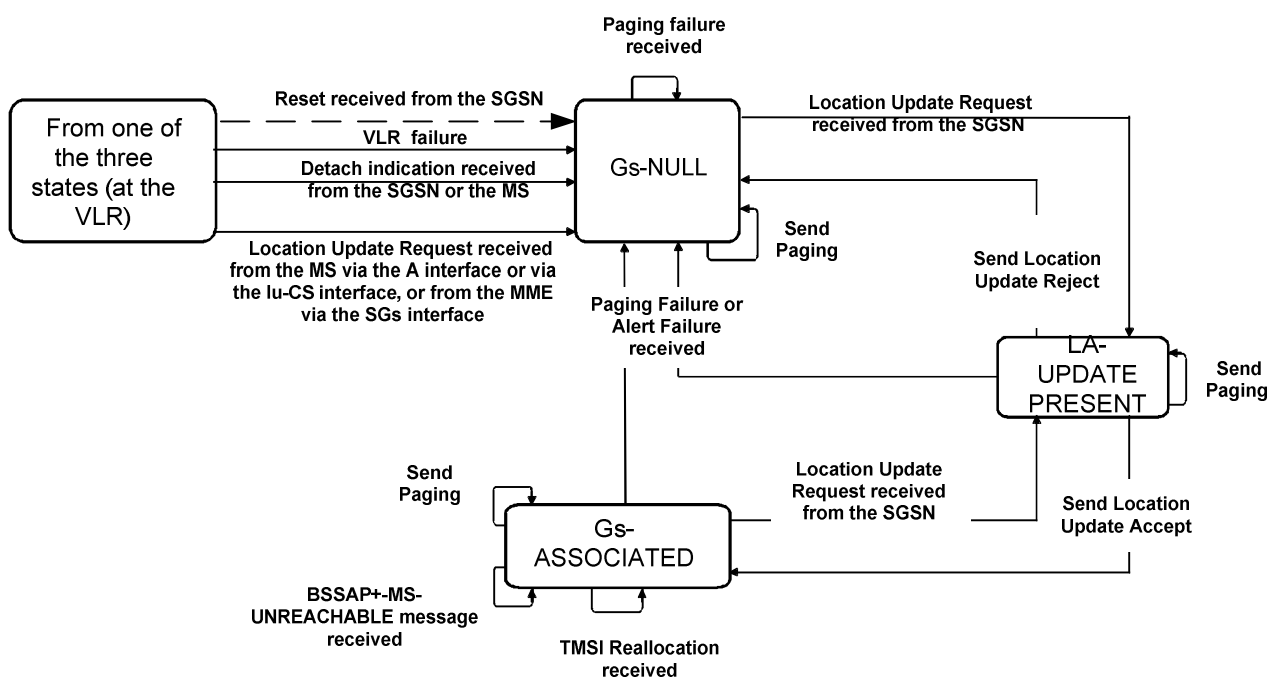 Paging failure
received
Reset received from the SGSN
VLR failure
Detach indication received
from the SGSN or the MS
Location Update Request received
from the MS via the A interface or via
the Iu-CS interface, or from the MME
via the SGs interface
From one of
the three
states (at the
VLR)
Gs-NULL
Location Update Request
received from the SGSN
Send
Paging
Send Location
Update Reject
Paging Failure or
Alert Failure
received
LA-
UPDATE
PRESENT
Send
Paging
Send
Paging
Location Update
Request received
from the SGSN
Send Location
Update Accept
Gs-
ASSOCIATED
BSSAP+-MS-
UNREACHABLE message
received
TMSI Reallocation
received